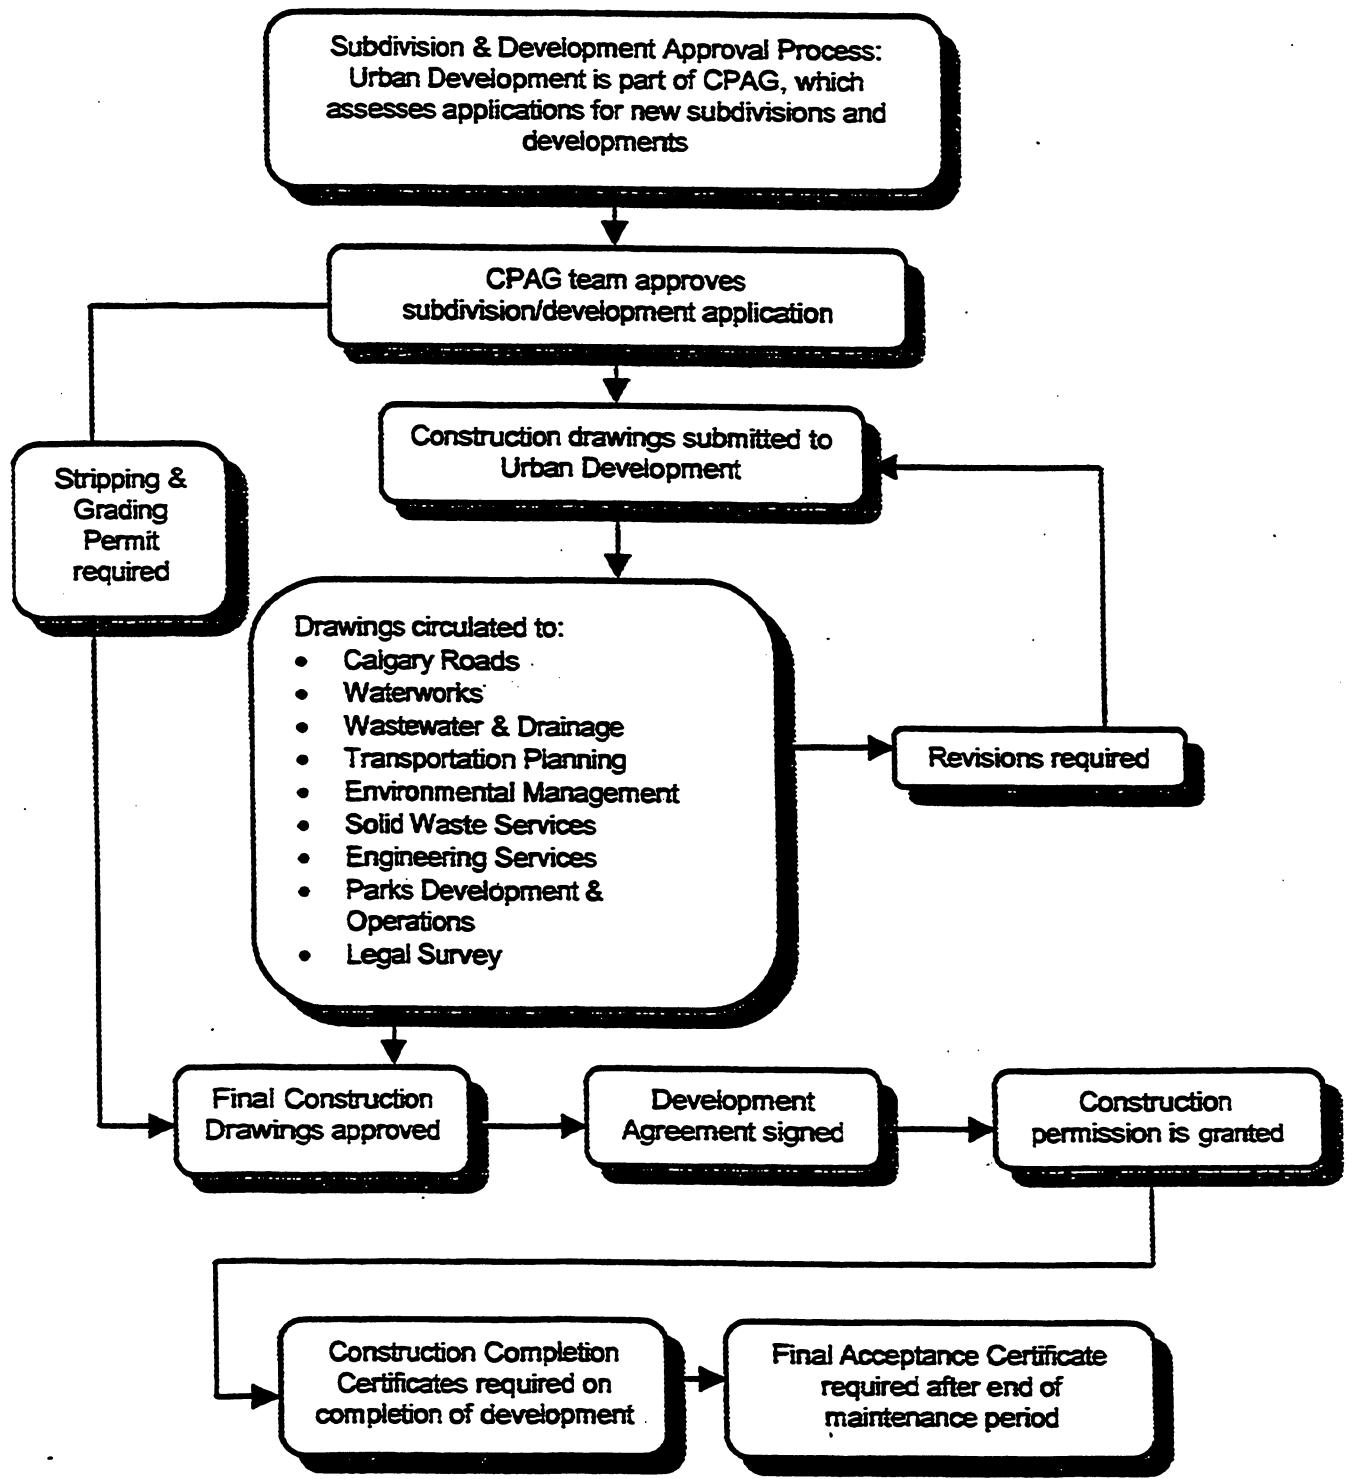 Subdivision & Development Approval Process:
Urban Development is part of CPAG, which
assesses applications for new subdivisions and
developments
CPAG team approves
subdivision/development application
Construction drawings submitted to
Urban Development
Stripping &
Grading
Permit
required
Drawings circulated to:
• Calgary Roads
• Waterworks
• Wastewater & Drainage
• Transportation Planning
• Environmental Management
• Solid Waste Services
• Engineering Services
• Parks Development &
Operations
• Legal Survey
Revisions required
Final Construction
Drawings approved
Development
Agreement signed
Construction
permission is granted
Construction Completion
Certificates required on
completion of development
Final Acceptance Certificate
required after end of
maintenance period